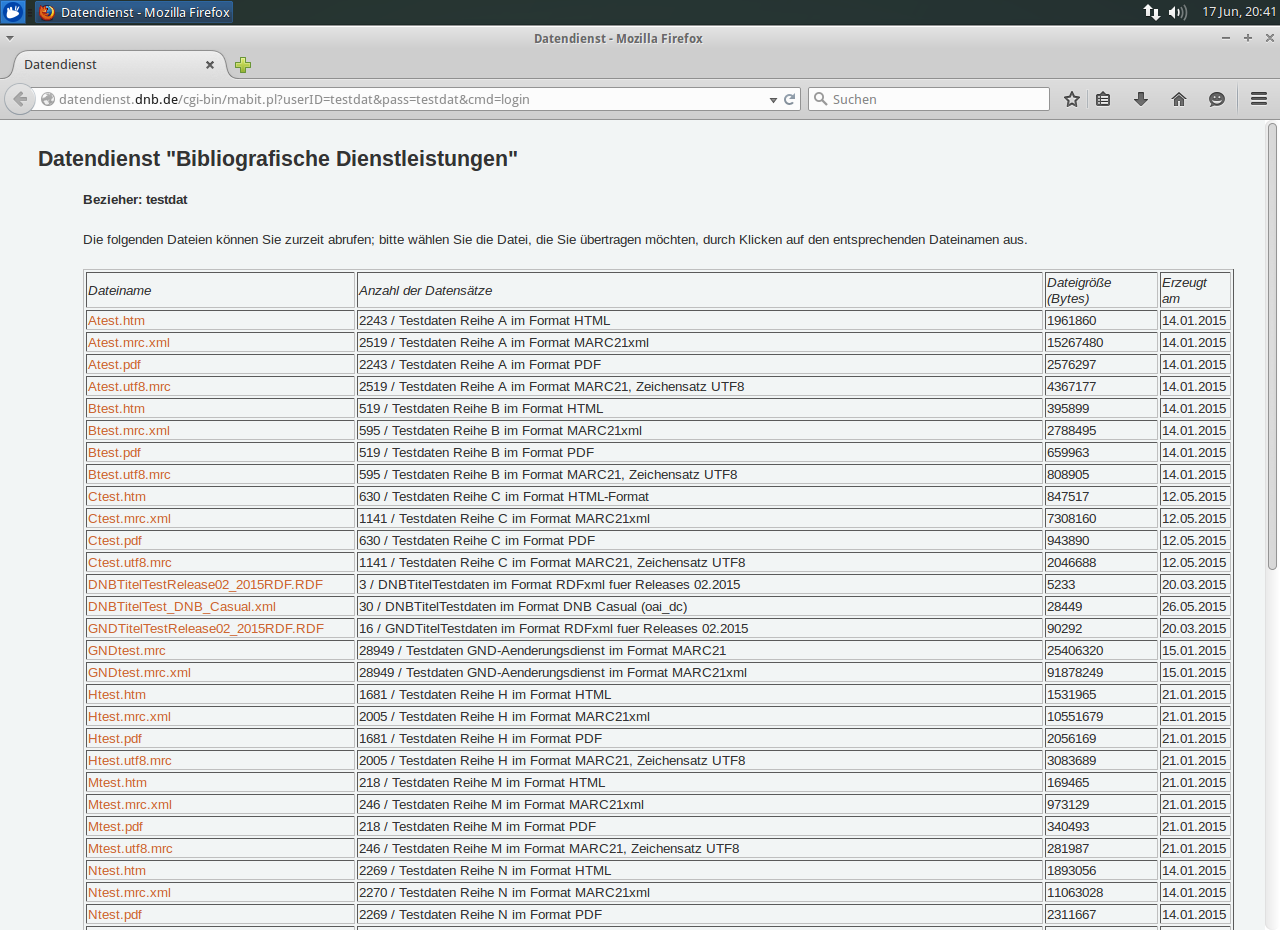 Datendienst - Mozilla Firefox 17 Jun, 20:41
Datendienst - Mozilla Firefox
Datendienst
datendienst.dnb.de/cgi-bin/mabit.pl?userID=testdat&pass=testdat&cmd=login Suchen
Datendienst "Bibliografische Dienstleistungen"
Bezieher: testdat
Die folgenden Dateien können Sie zurzeit abrufen; bitte wählen Sie die Datei, die Sie übertragen möchten, durch Klicken auf den entsprechenden Dateinamen aus.
Dateiname Anzahl der Datensätze Dateigröße (Bytes) Erzeugt am
Atest.htm 2243 / Testdaten Reihe A im Format HTML 1961860 14.01.2015
Atest.mrc.xml 2519 / Testdaten Reihe A im Format MARC21xml 15267480 14.01.2015
Atest.pdf 2243 / Testdaten Reihe A im Format PDF 2576297 14.01.2015
Atest.utf8.mrc 2519 / Testdaten Reihe A im Format MARC21, Zeichensatz UTF8 4367177 14.01.2015
Btest.htm 519 / Testdaten Reihe B im Format HTML 395899 14.01.2015
Btest.mrc.xml 595 / Testdaten Reihe B im Format MARC21xml 2788495 14.01.2015
Btest.pdf 519 / Testdaten Reihe B im Format PDF 659963 14.01.2015
Btest.utf8.mrc 595 / Testdaten Reihe B im Format MARC21, Zeichensatz UTF8 808905 14.01.2015
Ctest.htm 630 / Testdaten Reihe C im Format HTML-Format 847517 12.05.2015
Ctest.mrc.xml 1141 / Testdaten Reihe C im Format MARC21xml 7308160 12.05.2015
Ctest.pdf 630 / Testdaten Reihe C im Format PDF 943890 12.05.2015
Ctest.utf8.mrc 1141 / Testdaten Reihe C im Format MARC21, Zeichensatz UTF8 2046688 12.05.2015
DNBTitelTestRelease02_2015RDF.RDF 3 / DNBTitelTestdaten im Format RDFxml fuer Releases 02.2015 5233 20.03.2015
DNBTitelTest_DNB_Casual.xml 30 / DNBTitelTestdaten im Format DNB Casual (oai_dc) 28449 26.05.2015
GNDTitelTestRelease02_2015RDF.RDF 16 / GNDTitelTestdaten im Format RDFxml fuer Releases 02.2015 90292 20.03.2015
GNDtest.mrc 28949 / Testdaten GND-Aenderungsdienst im Format MARC21 25406320 15.01.2015
GNDtest.mrc.xml 28949 / Testdaten GND-Aenderungsdienst im Format MARC21xml 91878249 15.01.2015
Htest.htm 1681 / Testdaten Reihe H im Format HTML 1531965 21.01.2015
Htest.mrc.xml 2005 / Testdaten Reihe H im Format MARC21xml 10551679 21.01.2015
Htest.pdf 1681 / Testdaten Reihe H im Format PDF 2056169 21.01.2015
Htest.utf8.mrc 2005 / Testdaten Reihe H im Format MARC21, Zeichensatz UTF8 3083689 21.01.2015
Mtest.htm 218 / Testdaten Reihe M im Format HTML 169465 21.01.2015
Mtest.mrc.xml 246 / Testdaten Reihe M im Format MARC21xml 973129 21.01.2015
Mtest.pdf 218 / Testdaten Reihe M im Format PDF 340493 21.01.2015
Mtest.utf8.mrc 246 / Testdaten Reihe M im Format MARC21, Zeichensatz UTF8 281987 21.01.2015
Ntest.htm 2269 / Testdaten Reihe N im Format HTML 1893056 14.01.2015
Ntest.mrc.xml 2270 / Testdaten Reihe N im Format MARC21xml 11063028 14.01.2015
Ntest.pdf 2269 / Testdaten Reihe N im Format PDF 2311667 14.01.2015